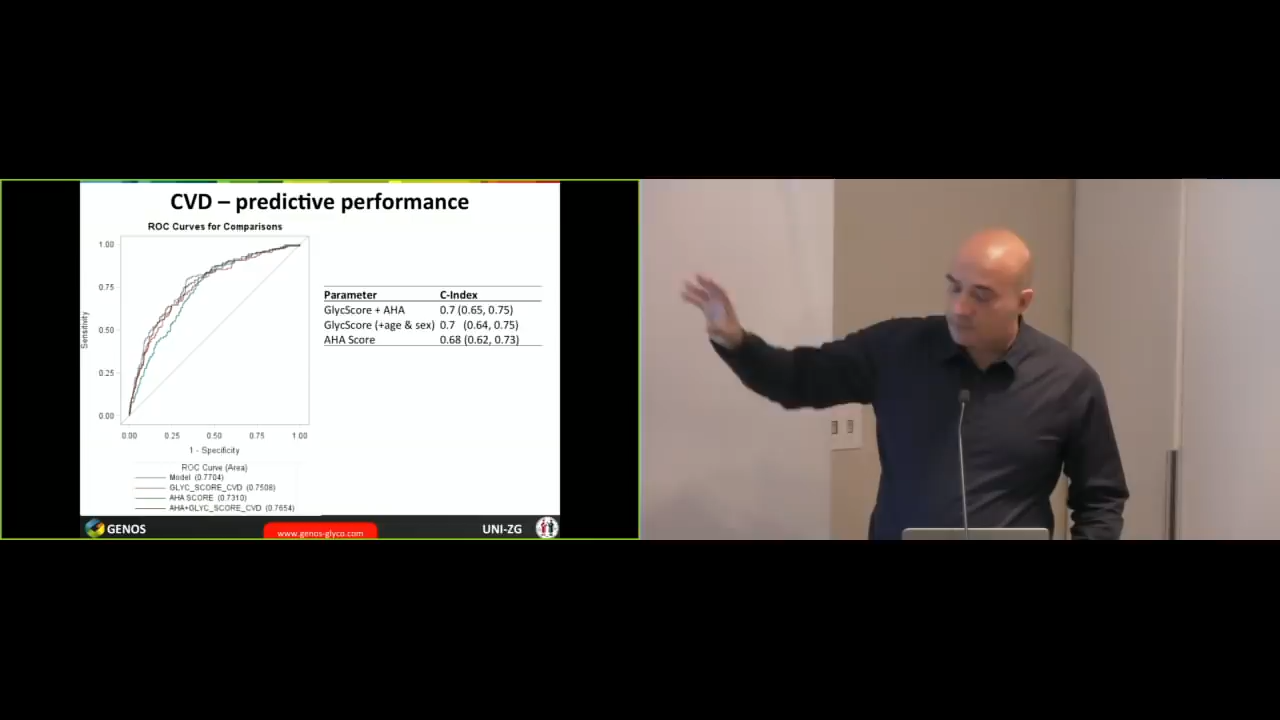 CVD – predictive performance
ROC Curves for Comparisons
1.00
0.75
0.50
0.25
0.00
Sensitivity
0.00 0.25 0.50 0.75 1.00
1 - Specificity
ROC Curve (Area)
Model (0.7704)
GLYC_SCORE_CVD (0.7508)
AHA SCORE (0.7310)
AHA+GLYC_SCORE_CVD (0.7654)
Parameter C-Index
GlycScore + AHA 0.7 (0.65, 0.75)
GlycScore (+age & sex) 0.7 (0.64, 0.75)
AHA Score 0.68 (0.62, 0.73)
GENOS
www.genos-glyco.com
UNI-ZG